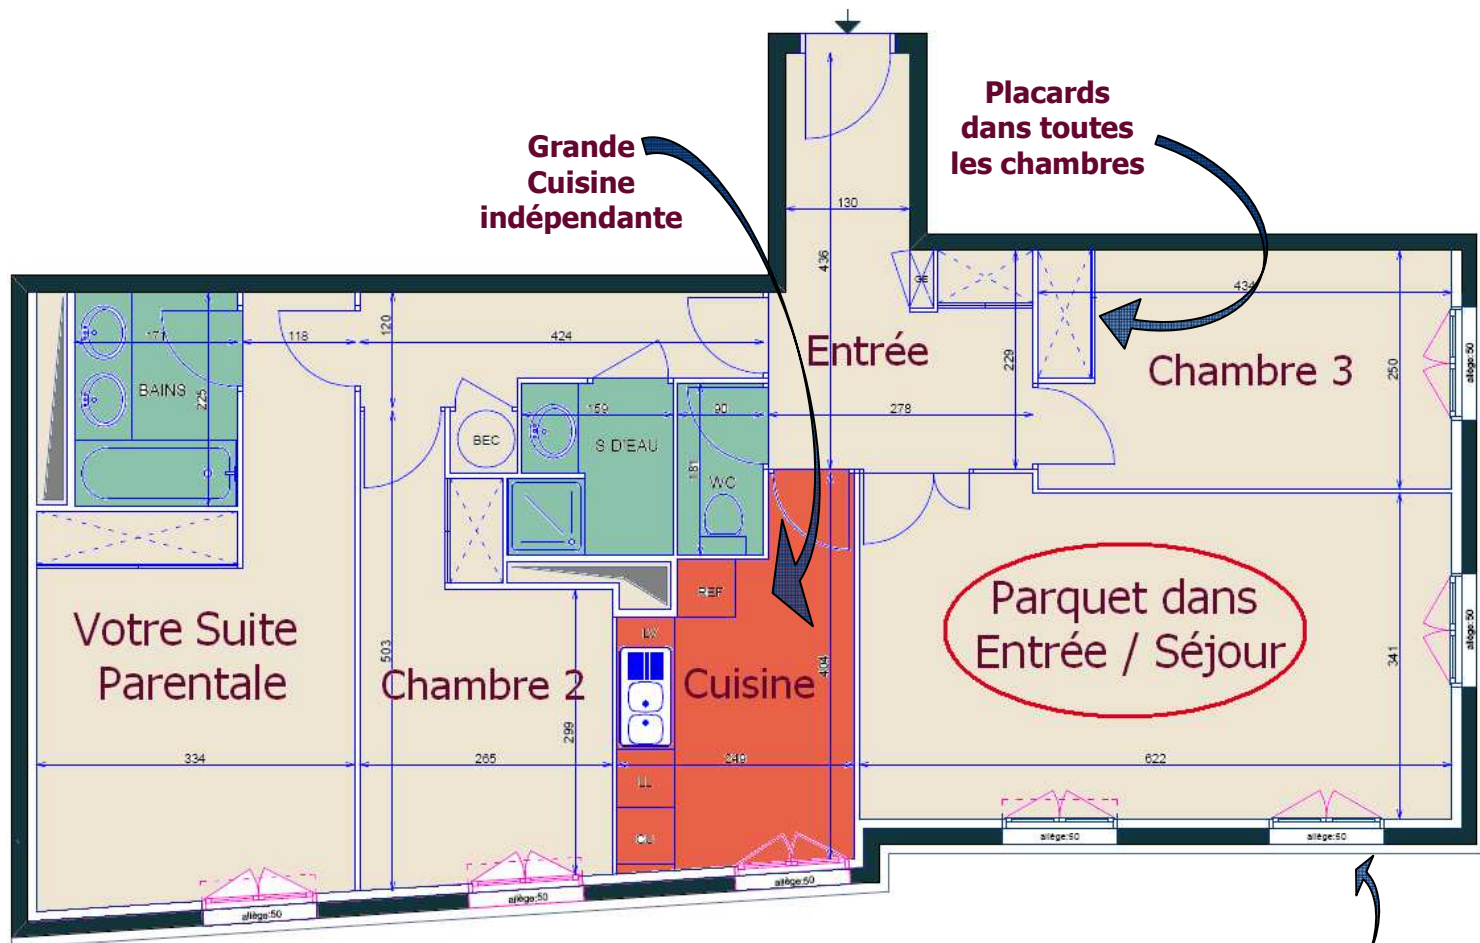 Placards
dans toutes
les chambres
Grande
Cuisine
indépendante
130
436
GE
434
171
118
120
424
Entrée
229
Chambre 3
250
allège:50
BAINS
225
159
90
278
BEC
S D'EAU
181
WC
REF
Parquet dans
Entrée / Séjour
allège:50
341
Votre Suite
Parentale
503
Chambre 2
299
LV
Cuisine
404
334
265
249
622
LL
CU
allège:50
allège:50
allège:50
allège:50
allège:50